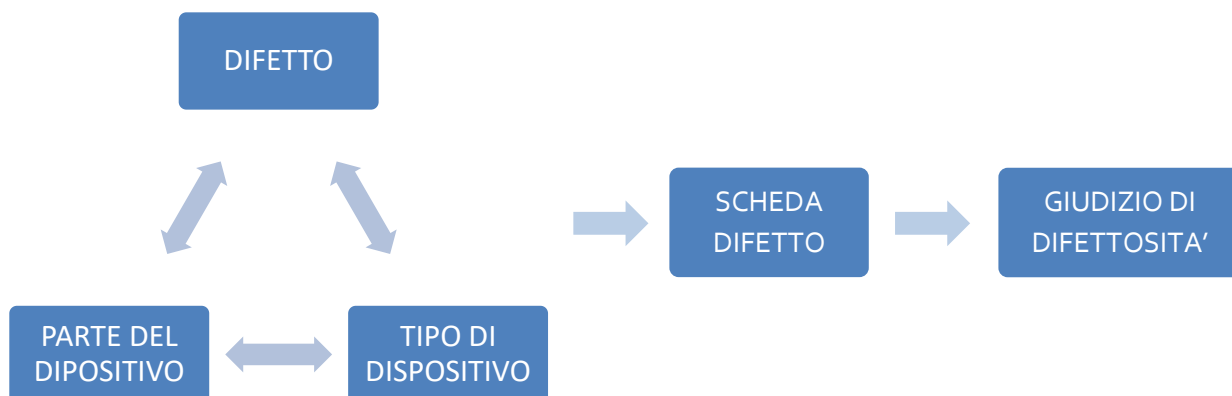 DIFETTO
SCHEDA
DIFETTO
GIUDIZIO DI
DIFETTOSITA’
PARTE DEL
DIPOSITIVO
TIPO DI
DISPOSITIVO